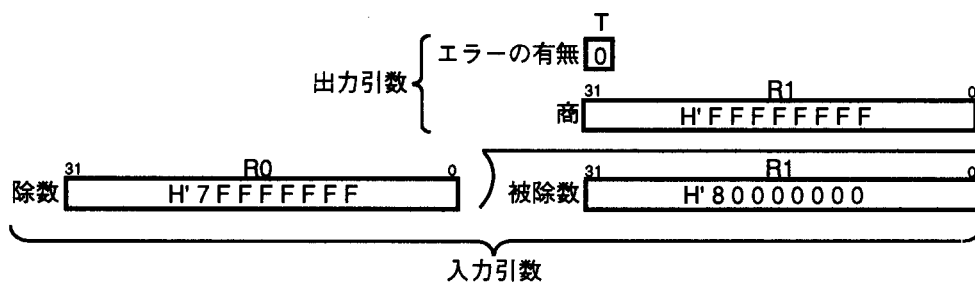 T
出力引数 エラーの有無 0
31 R1 0
商 H'FFFFFFFF
31 R0 0 31 R1 0
除数 H'7FFFFFFF 被除数 H'80000000
入力引数